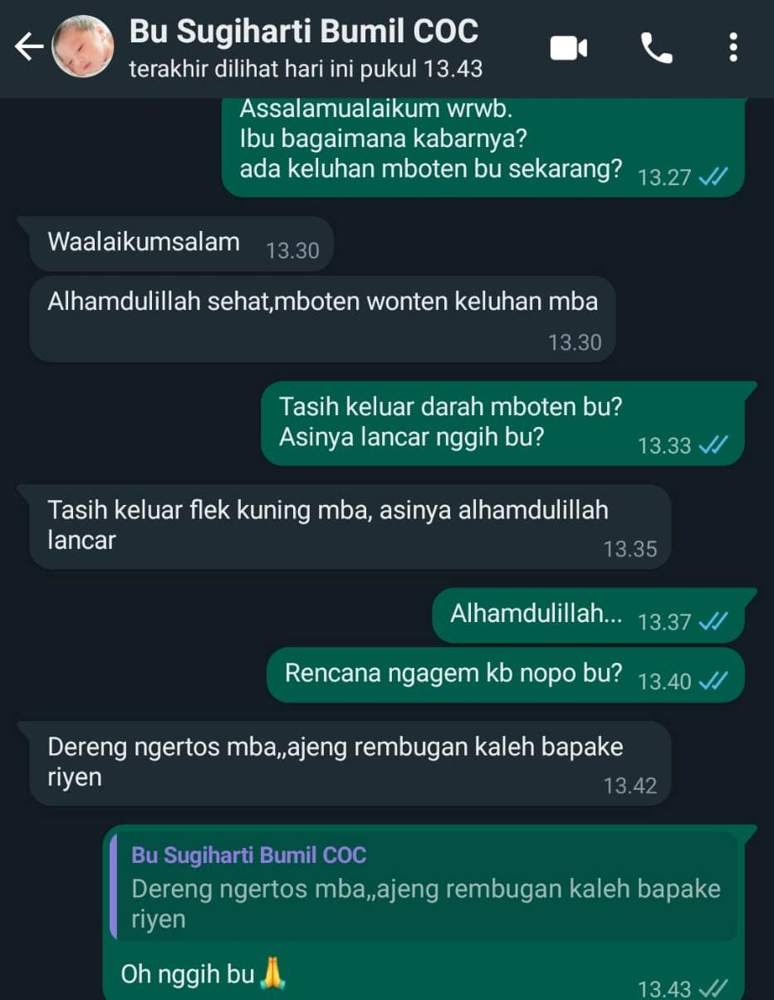 Bu Sugiharti Bumil COC
terakhir dilihat hari ini pukul 13.43
Assalamualaikum wrwb.
Ibu bagaimana kabarnya?
ada keluhan mboten bu sekarang? 13.27
Waalaikumsalam 13.30
Alhamdulillah sehat,mboten wonten keluhan mba
13.30
Tasih keluar darah mboten bu?
Asinya lancar nggih bu? 13.33
Tasih keluar flek kuning mba, asinya alhamdulillah
lancar 13.35
Alhamdulillah... 13.37
Rencana ngagem kb nopo bu? 13.40
Dereng ngertos mba,,ajeng rembugan kaleh bapake
riyen 13.42
Bu Sugiharti Bumil COC
Dereng ngertos mba,,ajeng rembugan kaleh bapake
riyen
Oh nggih bu🙏 13.43